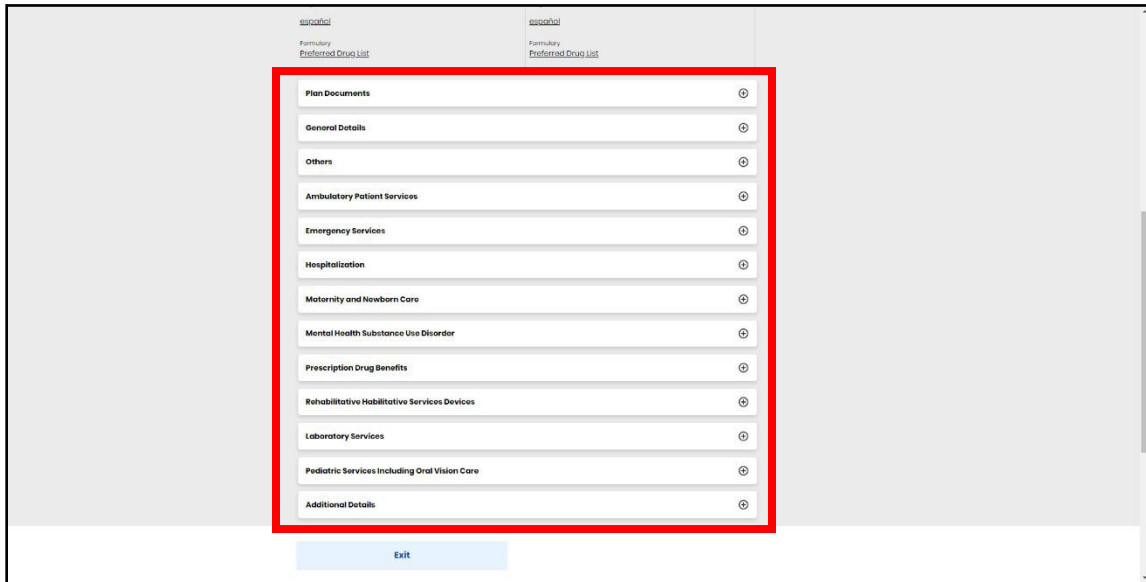 español
español
Formulary
Formulary
Preferred Drug List
Preferred Drug List
Plan Documents
General Details
Others
Ambulatory Patient Services
Emergency Services
Hospitalization
Maternity and Newborn Care
Mental Health Substance Use Disorder
Prescription Drug Benefits
Rehabilitative Habilitative Services Devices
Laboratory Services
Pediatric Services Including Oral Vision Care
Additional Details
Exit